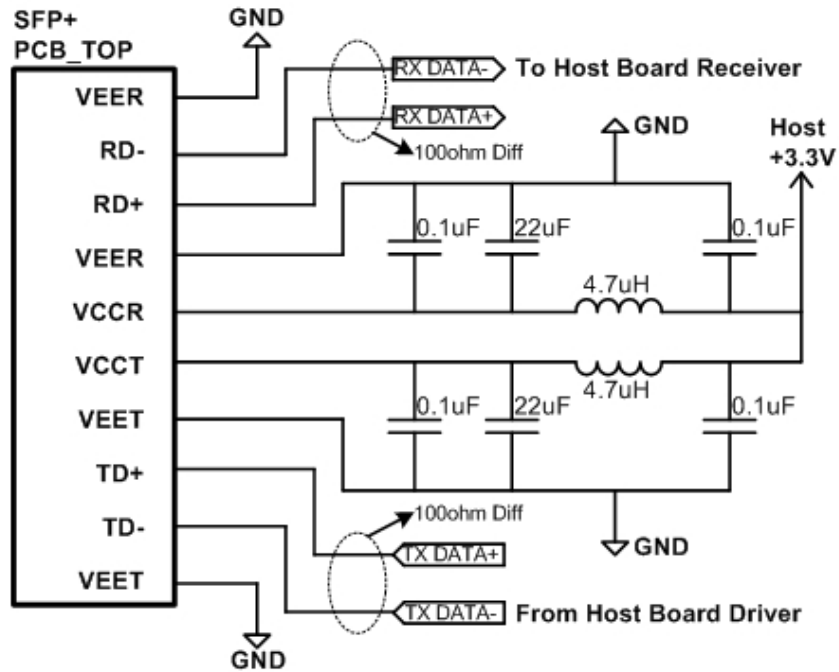 SFP+
PCB_TOP
GND
VEER
RD-
RD+
VEER
VCCR
VCCT
VEET
TD+
TD-
VEET
RX DATA-
To Host Board Receiver
RX DATA+
100ohm Diff
GND
Host
+3.3V
0.1uF
22uF
0.1uF
4.7uH
4.7uH
0.1uF
22uF
0.1uF
100ohm Diff
TX DATA+
GND
TX DATA-
From Host Board Driver
GND